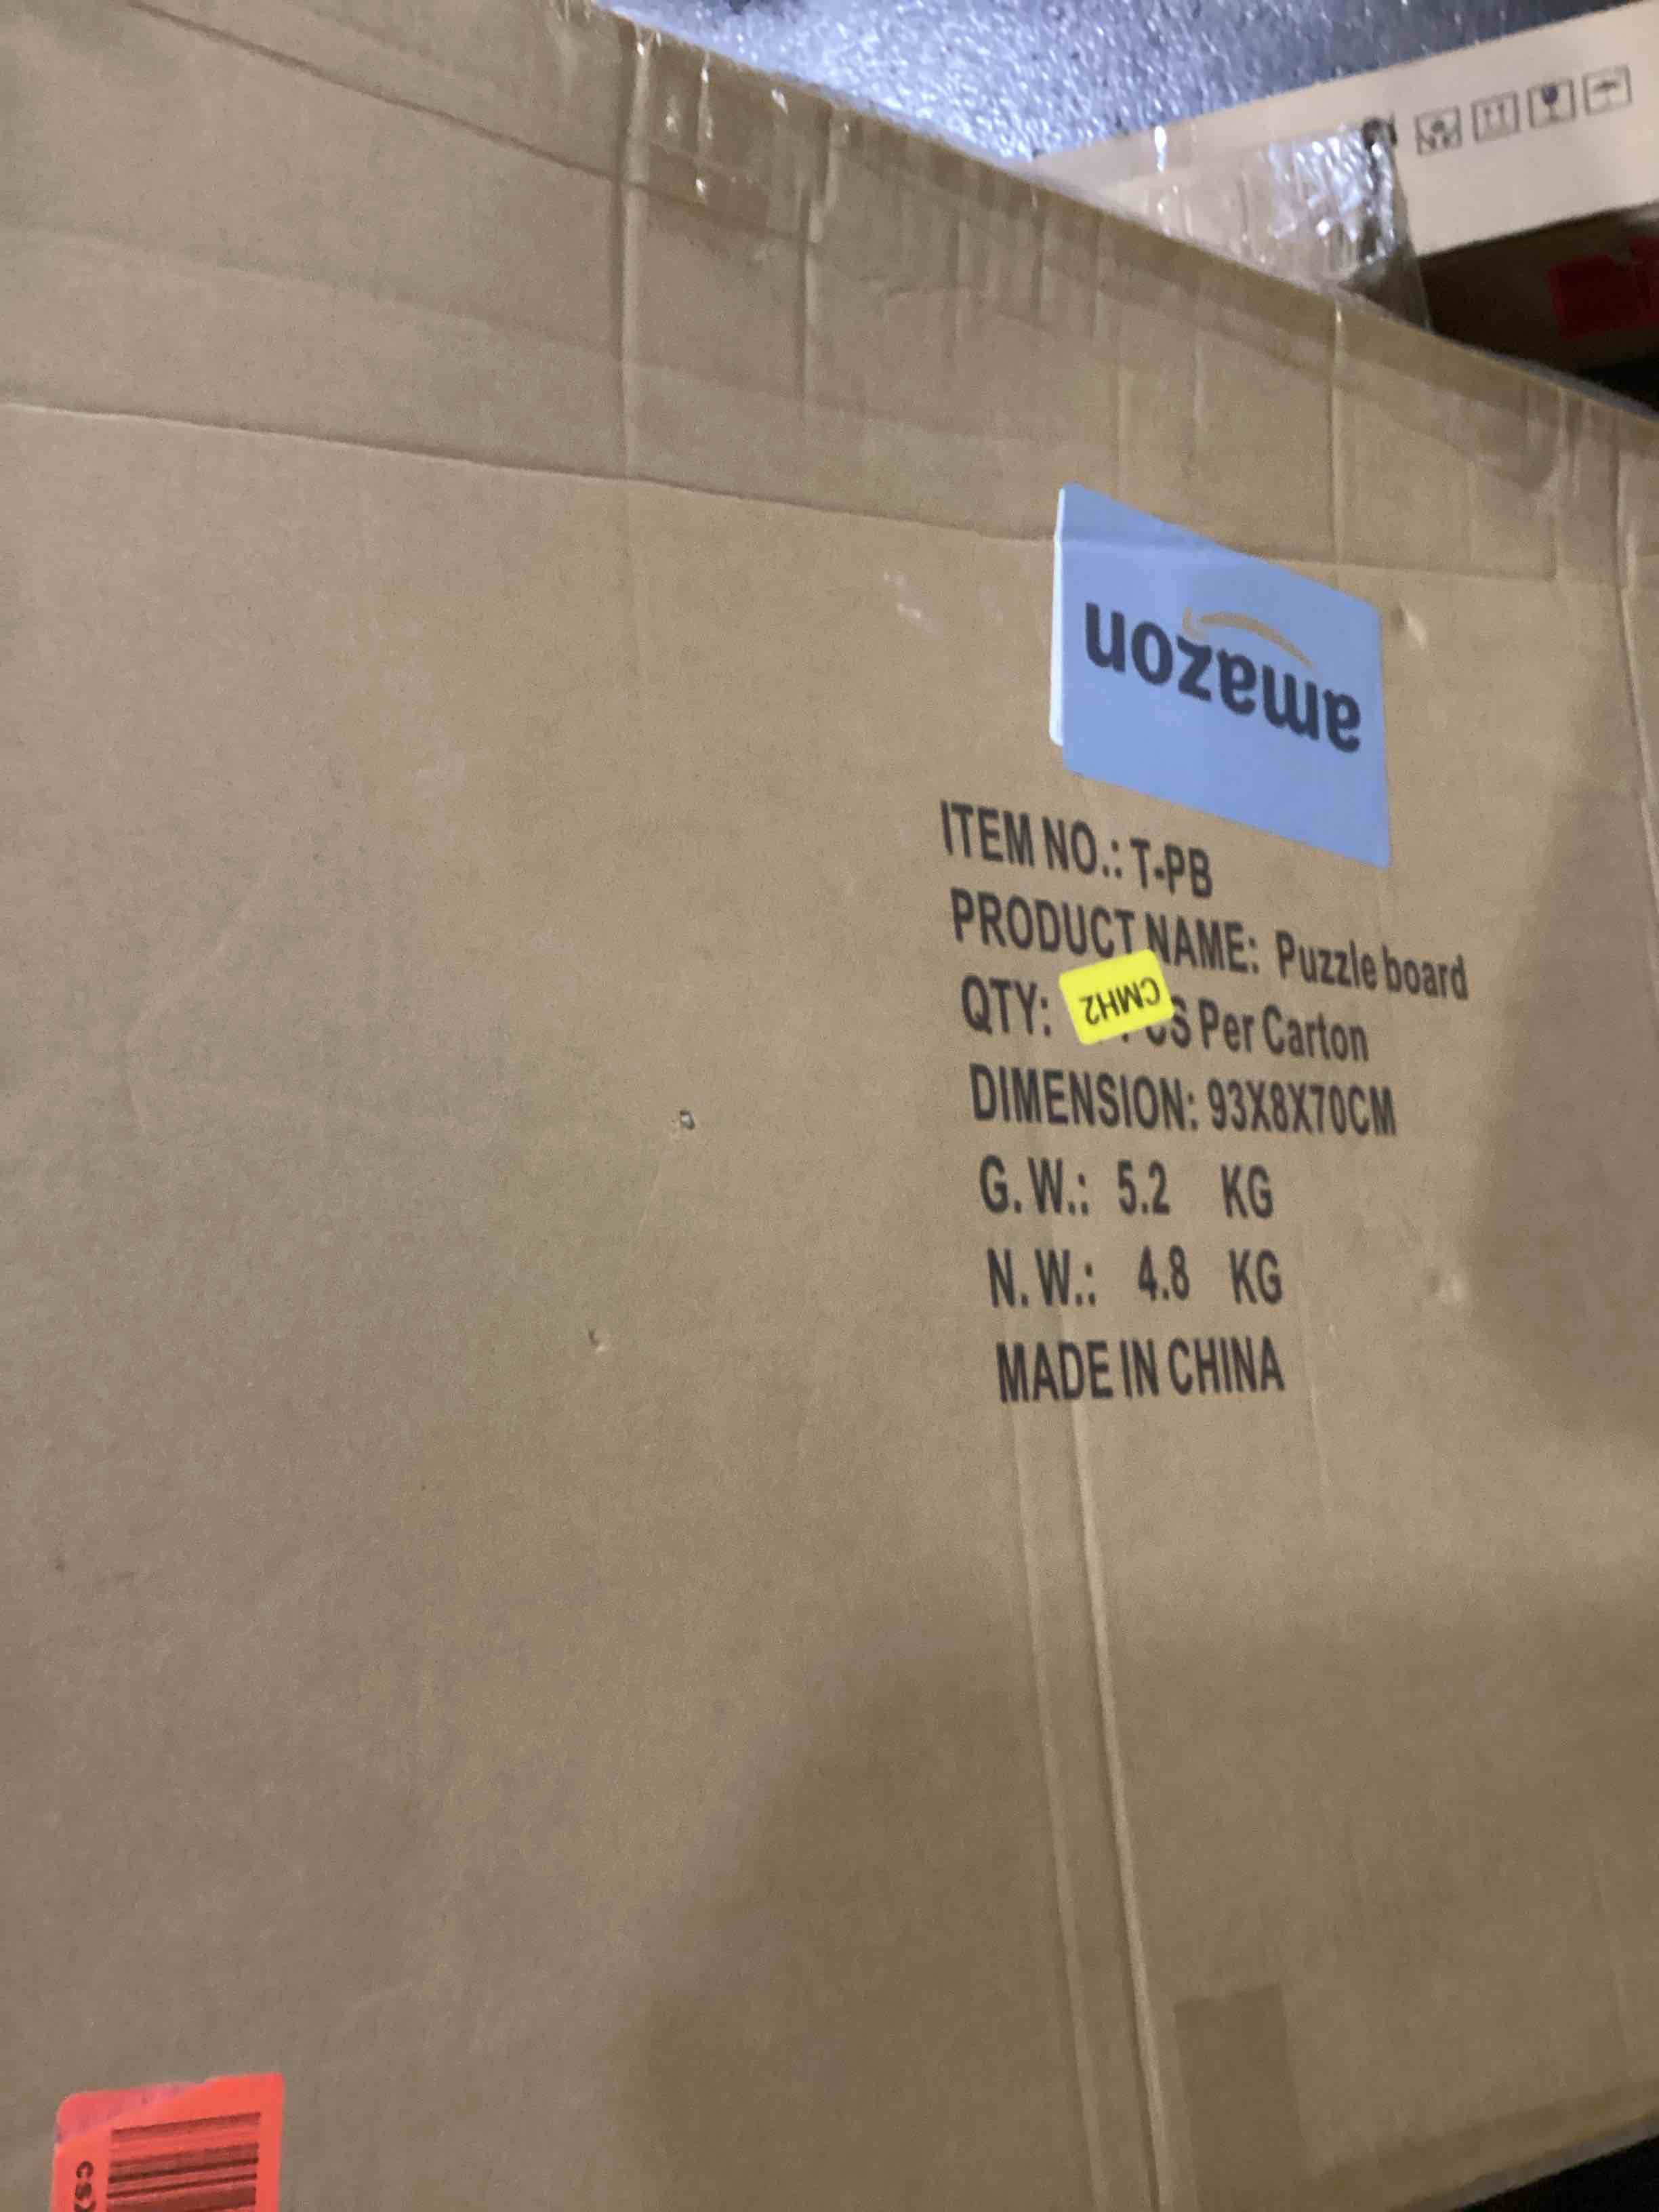 amazon
ITEM NO.: T-PB
PRODUCT NAME: Puzzle board
QTY: Per Carton
CMH2
DIMENSION: 93X8X70CM
G. W.: 5.2 KG
N. W.: 4.8 KG
MADE IN CHINA